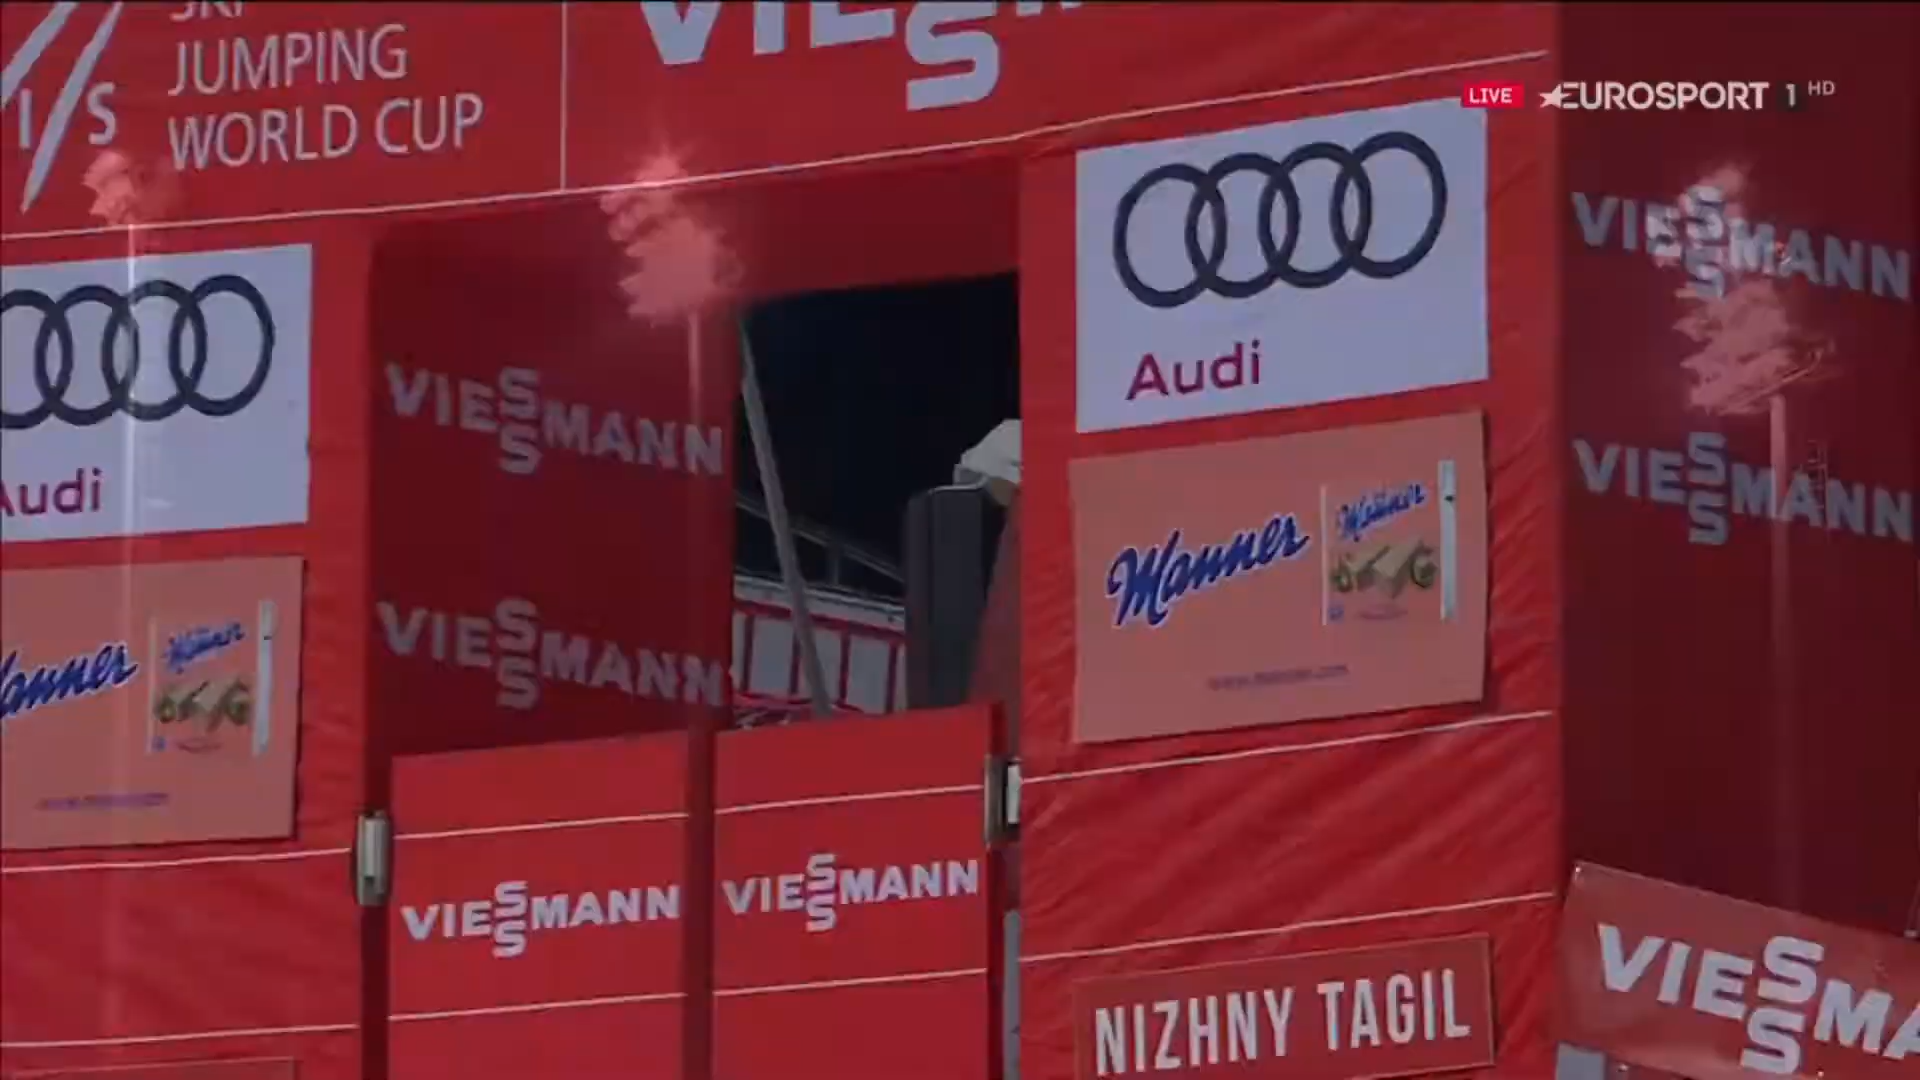 SKI
JUMPING
WORLD CUP
IS
VIESSMANN
LIVE EUROSPORT 1 HD
Audi
Audi
VIESSMANN
VIESSMANN
VIESSMANN
VIESSMANN
Manner
Manner
Manner
Manner
VIESSMANN
VIESSMANN
NIZHNY TAGIL
VIESSMA